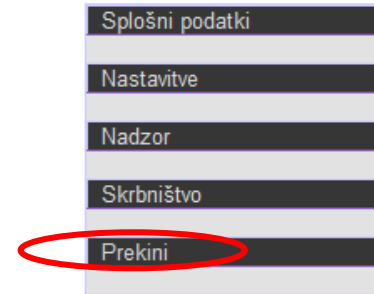 Splošni podatki
Nastavitve
Nadzor
Skrbništvo
Prekini